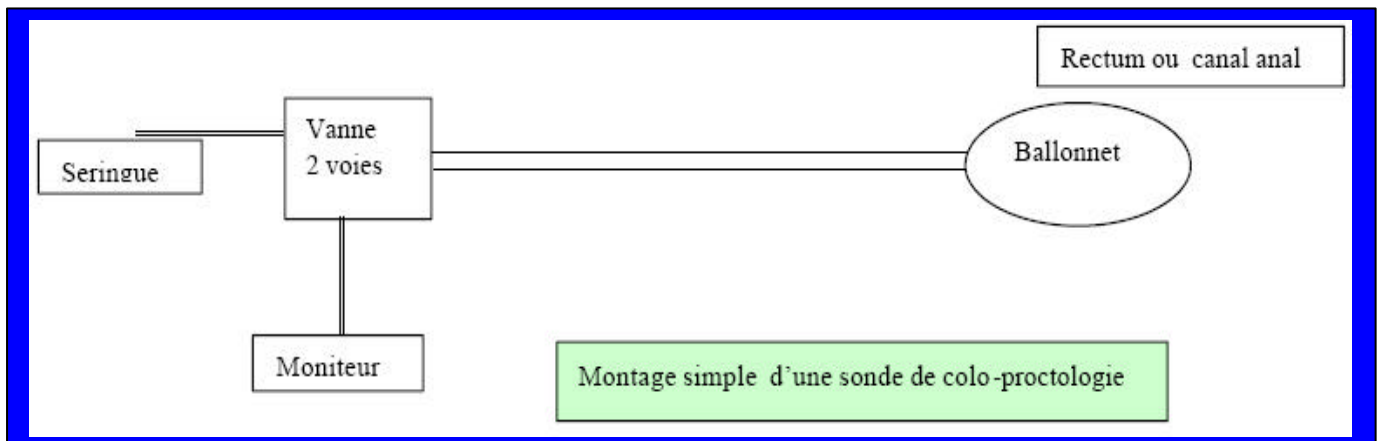 Rectum ou canal anal
Vanne
2 voies
Ballonnet
Seringue
Moniteur
Montage simple d’une sonde de colo-proctologie